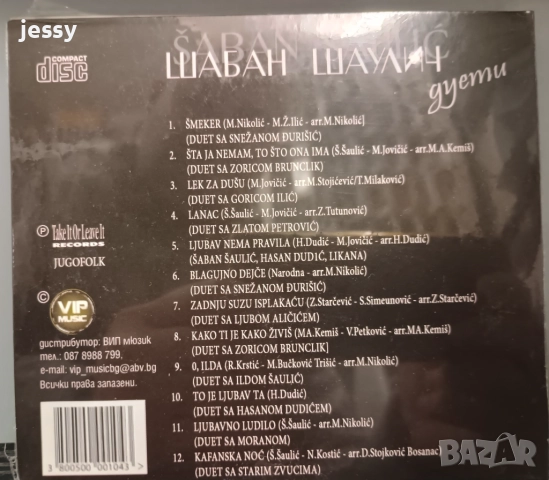 jessy
COMPACT
disc
ŠABAN
ШАБАН ШАУЛИЧ
дуети
1. ŠMEKER (M.Nikolić - M.Ž.Ilić - arr.M.Nikolić]
(DUET SA SNEŽANOM ĐURIŠIĆ)
2. ŠTA JA NEMAM, TO ŠTO ONA IMA (Š.Šaulić - M.Jovičić - arr.M.A.Kemiš)
(DUET SA ZORICOM BRUNCLIK)
3. LEK ZA DUŠU (M.Jovičić - arr.M.Stojićević/T.Milaković)
(DUET SA GORICOM ILIĆ)
4. LANAC (Š.Šaulić - M.Jovičić - arr.Z.Tutunović)
(DUET SA ZLATOM PETROVIĆ)
5. LJUBAV NEMA PRAVILA (H.Dudić - M.Jovičić - arr.H.Dudić)
(ŠABAN ŠAULIĆ, HASAN DUDIĆ, LIKANA)
6. BLAGUJNO DEJČE (Narodna - arr.M.Nikolić)
(DUET SA SNEŽANOM ĐURIŠIĆ)
7. ZADNJU SUZU ISPLAKAĆU (Z.Starčević - S.Simeunović - arr.Z.Starčević)
(DUET SA LJUBOM ALIČIĆEM)
8. KAKO TI JE KAKO ŽIVIŠ (MA.Kemiš - V.Petković - arr.MA.Kemiš)
(DUET SA ZORICOM BRUNCLIK]
9. 0, ILDA (R.Krstić - M.Bučković Trišić - arr.M.Nikolić)
(DUET SA ILDOM ŠAULIĆ)
10. TO JE LJUBAV TA (H.Dudić)
(DUET SA HASANOM DUDIĆEM)
11. LJUBAVNO LUDILO (Š.Šaulić - arr.M.Nikolić)
(DUET SA MORANOM)
12. KAFANSKA NOĆ (Š.Šaulić - N.Kostić - arr.D.Stojković Bosanac)
(DUET SA STARIM ZVUCIMA)
℗ Take It Or Leave It
RECORDS
JUGOFOLK
©
VIP
MUSIC
дистрибутор: ВИП мюзик
тел.: 087 8988 799,
e-mail: vip_musicbg@abv.bg
Всички права запазени.
3 800500 001043 >
BAZAR
.bg